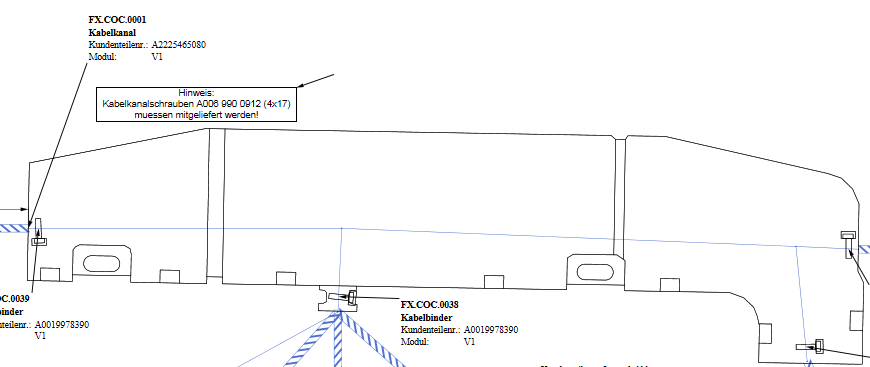 FX.COC.0001
Kabelkanal
Kundenteilenr.: A2225465080
Modul: V1
Hinweis:
Kabelkanalschrauben A006 990 0912 (4x17)
muessen mitgeliefert werden!
OC.0039
binder
nteilenr.: A0019978390
V1
FX.COC.0038
Kabelbinder
Kundenteilenr.: A0019978390
Modul: V1